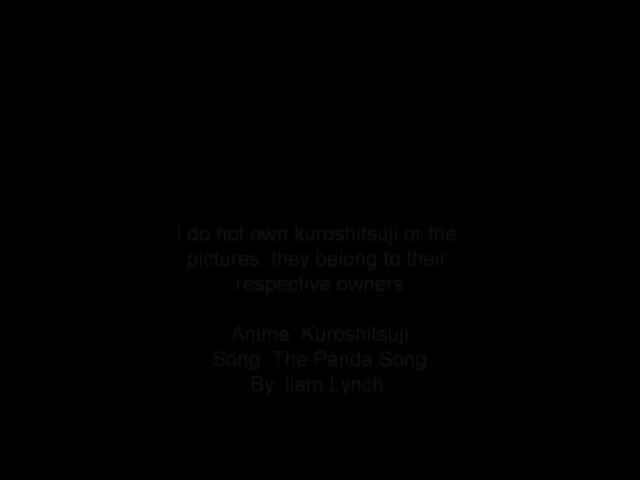 I do not own kuroshitsuji or the
pictures. they belong to their
respective owners
Anime: Kuroshitsuji
Song: The Panda Song
By: liam Lynch